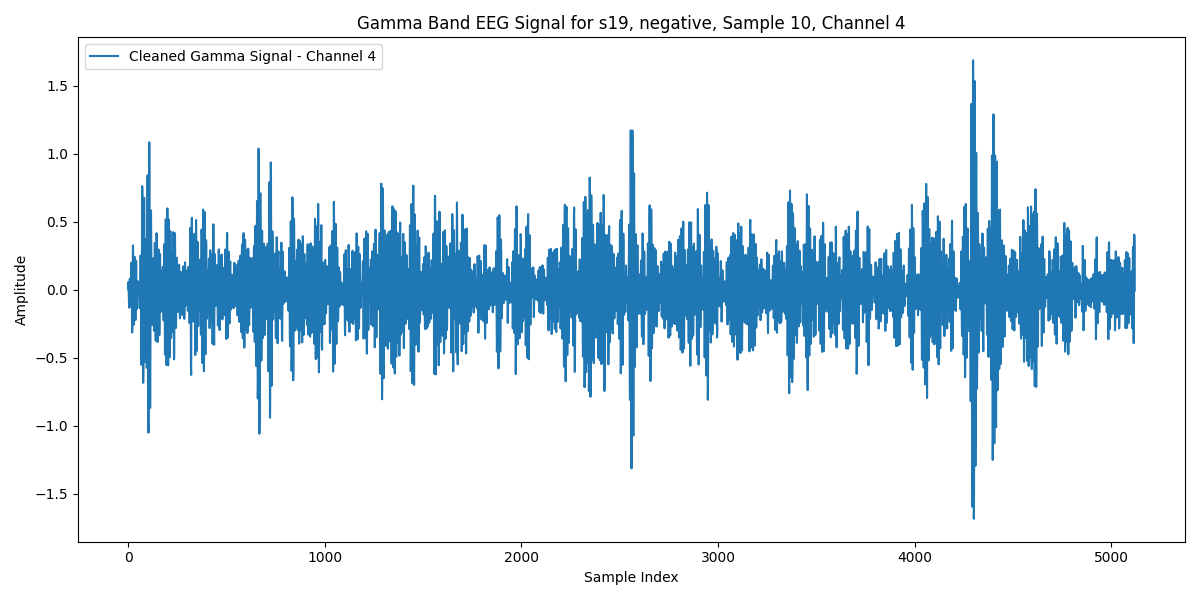 Gamma Band EEG Signal for s19, negative, Sample 10, Channel 4
Cleaned Gamma Signal - Channel 4
Amplitude
1.5
1.0
0.5
0.0
−0.5
−1.0
−1.5
0 1000 2000 3000 4000 5000
Sample Index